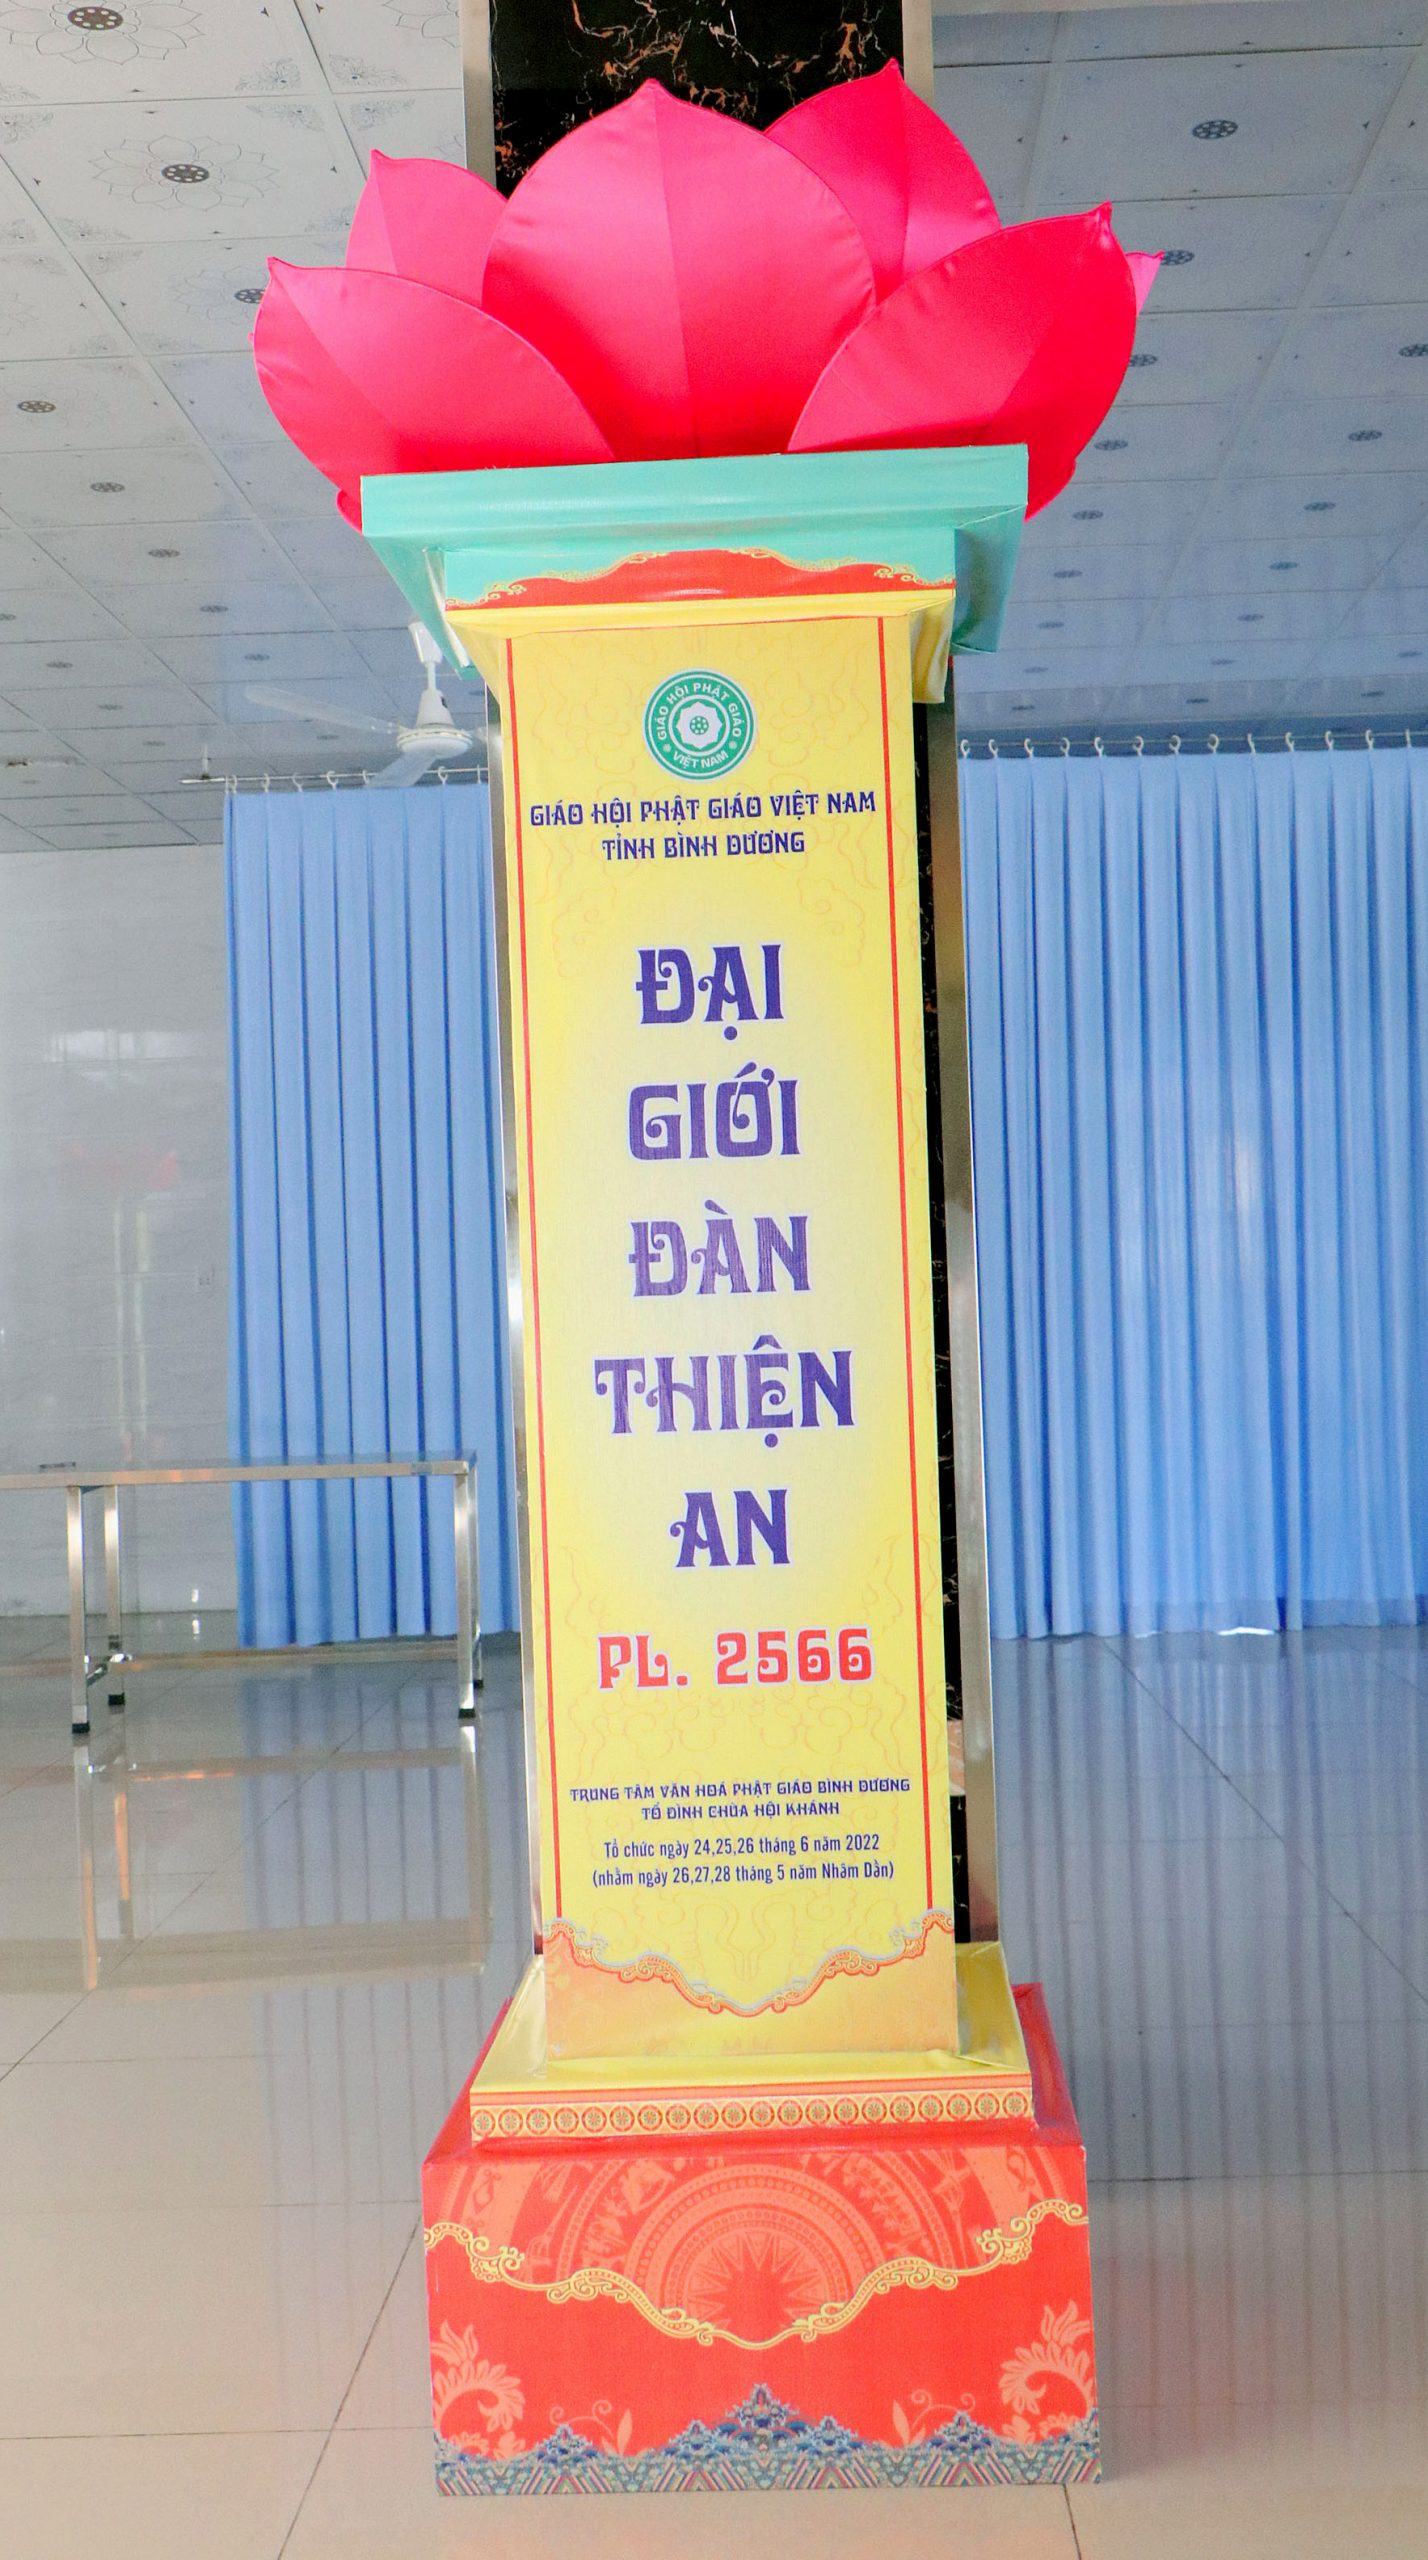 GIÁO HỘI PHẬT GIÁO
VIỆT NAM
GIÁO HỘI PHẬT GIÁO VIỆT NAM
TỈNH BÌNH DƯƠNG
ĐẠI
GIỚI
ĐÀN
THIỆN
AN
PL. 2566
TRUNG TÂM VĂN HOÁ PHẬT GIÁO BÌNH DƯƠNG
TỔ ĐÌNH CHÙA HỘI KHÁNH
Tổ chức ngày 24,25,26 tháng 6 năm 2022
(nhằm ngày 26,27,28 tháng 5 năm Nhâm Dần)